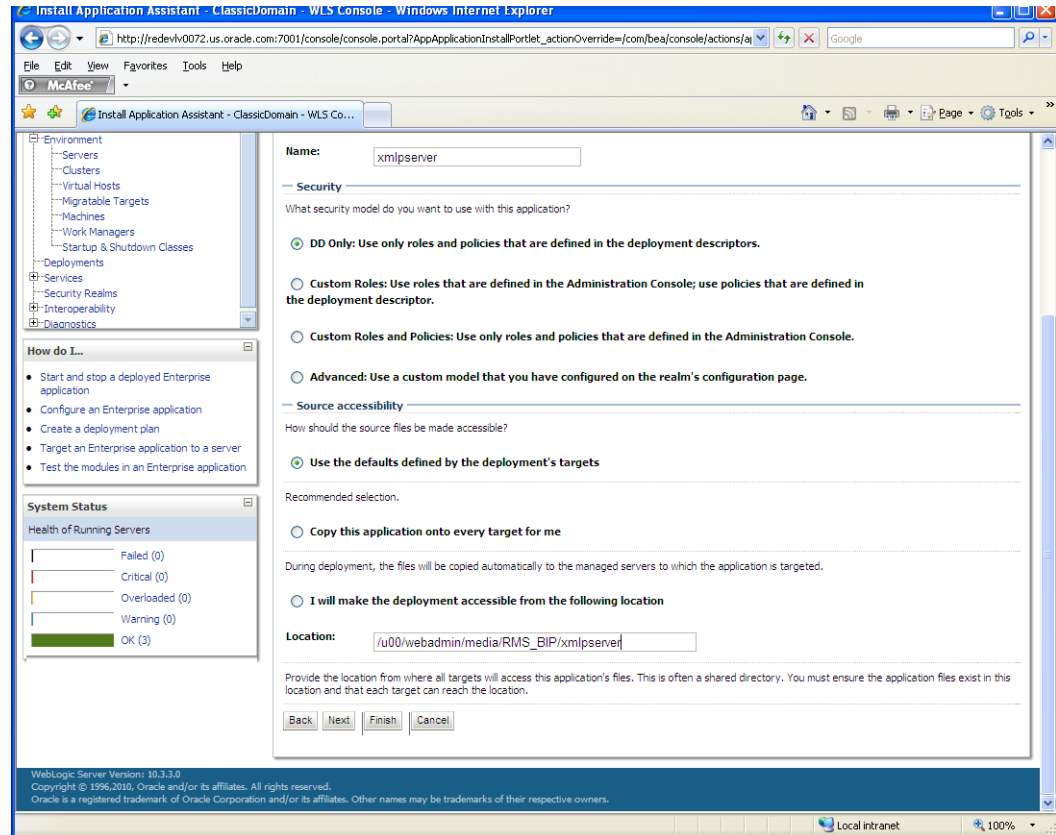 Install Application Assistant - ClassicDomain - WLS Console - Windows Internet Explorer
http://redevlv0072.us.oracle.com:7001/console/console.portal?AppApplicationInstallPortlet_actionOverride=/com/bea/console/actions/a
Google
File Edit View Favorites Tools Help
McAfee
Install Application Assistant - ClassicDomain - WLS Co...
Page Tools
Environment
Servers
Clusters
Virtual Hosts
Migratable Targets
Machines
Work Managers
Startup & Shutdown Classes
Deployments
Services
Security Realms
Interoperability
Diagnostics
How do I...
Start and stop a deployed Enterprise
application
Configure an Enterprise application
Create a deployment plan
Target an Enterprise application to a server
Test the modules in an Enterprise application
System Status
Health of Running Servers
Failed (0)
Critical (0)
Overloaded (0)
Warning (0)
OK (3)
Name: xmlpserver
Security
What security model do you want to use with this application?
DD Only: Use only roles and policies that are defined in the deployment descriptors.
Custom Roles: Use roles that are defined in the Administration Console; use policies that are defined in
the deployment descriptor.
Custom Roles and Policies: Use only roles and policies that are defined in the Administration Console.
Advanced: Use a custom model that you have configured on the realm's configuration page.
Source accessibility
How should the source files be made accessible?
Use the defaults defined by the deployment's targets
Recommended selection.
Copy this application onto every target for me
During deployment, the files will be copied automatically to the managed servers to which the application is targeted.
I will make the deployment accessible from the following location
Location: /u00/webadmin/media/RMS_BIP/xmlpserver
Provide the location from where all targets will access this application's files. This is often a shared directory. You must ensure the application files exist in this
location and that each target can reach the location.
Back Next Finish Cancel
WebLogic Server Version: 10.3.3.0
Copyright © 1996,2010, Oracle and/or its affiliates. All rights reserved.
Oracle is a registered trademark of Oracle Corporation and/or its affiliates. Other names may be trademarks of their respective owners.
Local intranet 100%